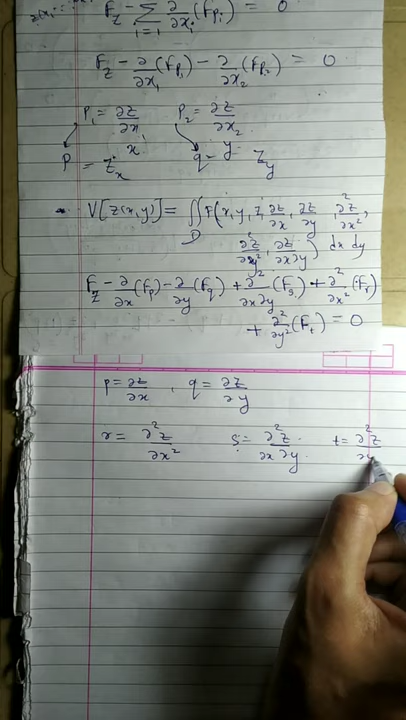 F_z - Σ_{i=1} ∂/∂x_i (F_{p_i}) = 0
F_z - ∂/∂x_1 (F_{p_1}) - ∂/∂x_2 (F_{p_2}) = 0
p_1 = ∂z/∂x_1 p_2 = ∂z/∂x_2
x y
p = z_x q = z_y
V[z(x,y)] = ∬_D F(x, y, z, ∂z/∂x, ∂z/∂y, ∂²z/∂x²,
∂²z/∂y², ∂²z/∂x∂y) dx dy
F_z - ∂/∂x (F_p) - ∂/∂y (F_q) + ∂²/∂x∂y (F_s) + ∂²/∂x² (F_r)
+ ∂²/∂y² (F_t) = 0
p = ∂z/∂x , q = ∂z/∂y
r = ∂²z/∂x² s = ∂²z/∂x∂y t = ∂²z/∂y